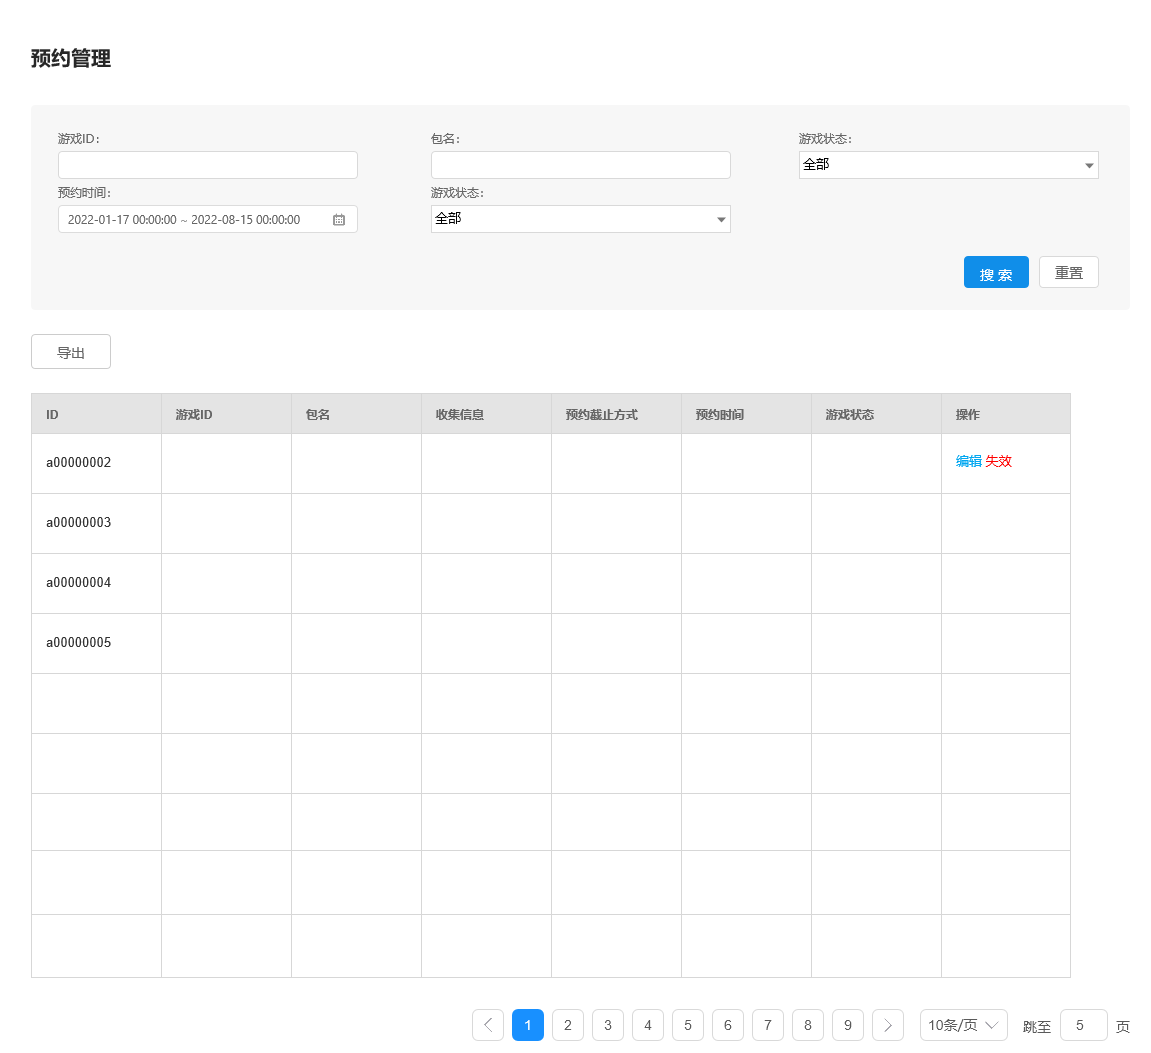 预约管理
游戏ID: 包名: 游戏状态:
全部
预约时间: 游戏状态:
2022-01-17 00:00:00 ~ 2022-08-15 00:00:00 全部
搜 索 重置
导出
ID 游戏ID 包名 收集信息 预约截止方式 预约时间 游戏状态 操作
a00000002 编辑 失效
a00000003
a00000004
a00000005
1 2 3 4 5 6 7 8 9 10条/页 跳至 5 页